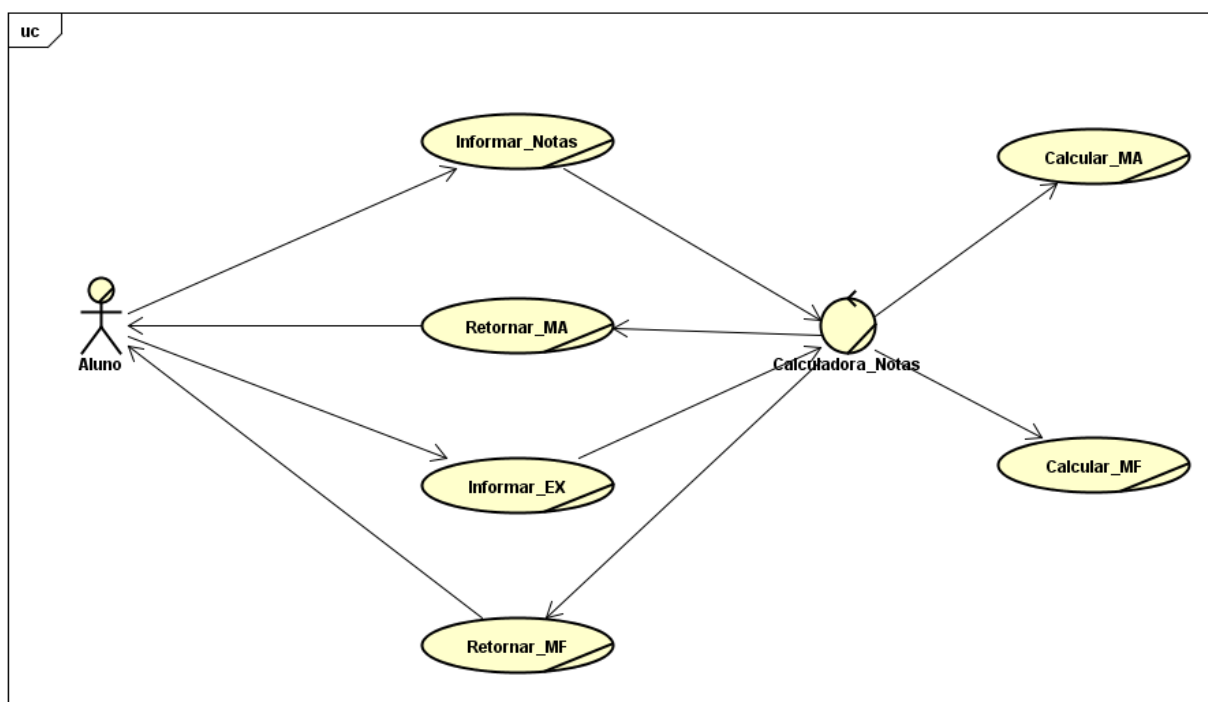 uc
Informar_Notas
Calcular_MA
Retornar_MA
Aluno
Calculadora_Notas
Informar_EX
Calcular_MF
Retornar_MF